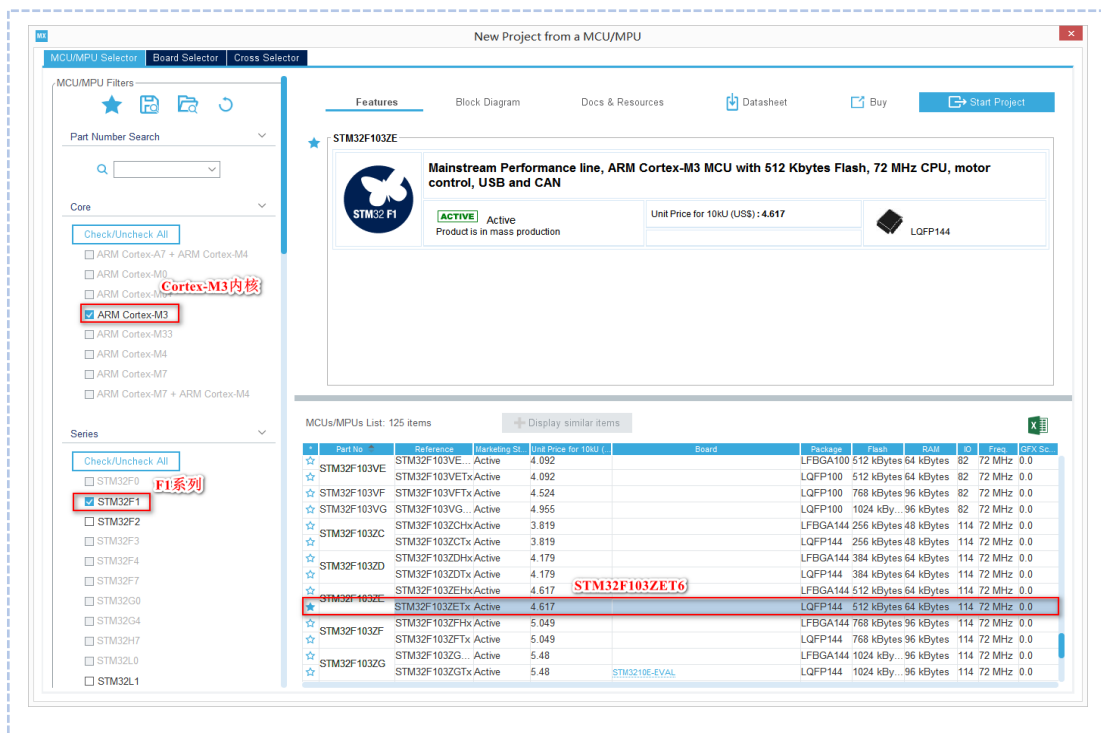 MX
New Project from a MCU/MPU
MCU/MPU Selector Board Selector Cross Selector
MCU/MPU Filters
Features Block Diagram Docs & Resources Datasheet Buy Start Project
Part Number Search
STM32F103ZE
Mainstream Performance line, ARM Cortex-M3 MCU with 512 Kbytes Flash, 72 MHz CPU, motor
control, USB and CAN
STM32 F1
ACTIVE Active
Product is in mass production
Unit Price for 10kU (US$) : 4.617
LQFP144
Core
Check/Uncheck All
ARM Cortex-A7 + ARM Cortex-M4
ARM Cortex-M0
Cortex-M3内核
ARM Cortex-M3
ARM Cortex-M33
ARM Cortex-M4
ARM Cortex-M7
ARM Cortex-M7 + ARM Cortex-M4
Series
Check/Uncheck All
STM32F0
F1系列
STM32F1
STM32F2
STM32F3
STM32F4
STM32F7
STM32G0
STM32G4
STM32H7
STM32L0
STM32L1
MCUs/MPUs List: 125 items
Display similar items
* Part No Reference Marketing St... Unit Price for 10kU (... Board Package Flash RAM IO Freq. GFX Sc...
STM32F103VE STM32F103VE... Active 4.092 LFBGA100 512 kBytes 64 kBytes 82 72 MHz 0.0
STM32F103VETx Active 4.092 LQFP100 512 kBytes 64 kBytes 82 72 MHz 0.0
STM32F103VF STM32F103VFTx Active 4.524 LQFP100 768 kBytes 96 kBytes 82 72 MHz 0.0
STM32F103VG STM32F103VG... Active 4.955 LQFP100 1024 kBy... 96 kBytes 82 72 MHz 0.0
STM32F103ZC STM32F103ZCHx Active 3.819 LFBGA144 256 kBytes 48 kBytes 114 72 MHz 0.0
STM32F103ZCTx Active 3.819 LQFP144 256 kBytes 48 kBytes 114 72 MHz 0.0
STM32F103ZD STM32F103ZDHx Active 4.179 LFBGA144 384 kBytes 64 kBytes 114 72 MHz 0.0
STM32F103ZDTx Active 4.179 LQFP144 384 kBytes 64 kBytes 114 72 MHz 0.0
STM32F103ZET6
STM32F103ZE STM32F103ZEHx Active 4.617 LFBGA144 512 kBytes 64 kBytes 114 72 MHz 0.0
STM32F103ZETx Active 4.617 LQFP144 512 kBytes 64 kBytes 114 72 MHz 0.0
STM32F103ZF STM32F103ZFHx Active 5.049 LFBGA144 768 kBytes 96 kBytes 114 72 MHz 0.0
STM32F103ZFTx Active 5.049 LQFP144 768 kBytes 96 kBytes 114 72 MHz 0.0
STM32F103ZG STM32F103ZG... Active 5.48 LFBGA144 1024 kBy... 96 kBytes 114 72 MHz 0.0
STM32F103ZGTx Active 5.48 STM3210E-EVAL LQFP144 1024 kBy... 96 kBytes 114 72 MHz 0.0